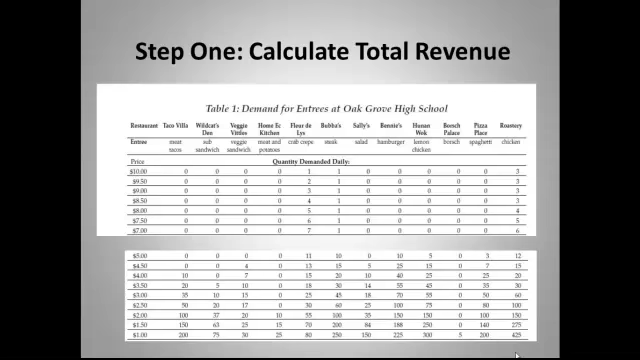 Step One: Calculate Total Revenue
Table 1: Demand for Entrees at Oak Grove High School
Restaurant Taco Villa Wildcat's Den Veggie Vittles Home Ec Kitchen Fleur de Lys Bubba's Sally's Bennie's Hunan Wok Borsch Palace Pizza Place Roastery
Entree meat tacos sub sandwich veggie sandwich meat and potatoes crab crepe steak salad hamburger lemon chicken borsch spaghetti chicken
Price Quantity Demanded Daily:
$10.00 0 0 0 0 1 1 0 0 0 0 0 3
$9.50 0 0 0 0 2 1 0 0 0 0 0 3
$9.00 0 0 0 0 3 1 0 0 0 0 0 3
$8.50 0 0 0 0 4 1 0 0 0 0 0 3
$8.00 0 0 0 0 5 1 0 0 0 0 0 4
$7.50 0 0 0 0 6 1 0 0 0 0 0 5
$7.00 0 0 0 0 7 1 0 0 0 0 0 6
$5.00 0 0 0 0 11 10 0 10 5 0 3 12
$4.50 0 0 4 0 13 15 5 25 15 0 7 15
$4.00 10 0 7 0 15 20 10 40 25 0 25 20
$3.50 20 5 10 0 18 30 14 55 45 0 35 30
$3.00 35 10 15 0 25 45 18 70 55 0 50 60
$2.50 50 20 17 0 30 60 25 100 75 0 80 100
$2.00 100 37 20 10 55 100 35 150 150 0 100 150
$1.50 150 63 25 15 70 200 84 188 225 0 140 275
$1.00 200 75 30 25 80 250 150 225 300 5 200 425